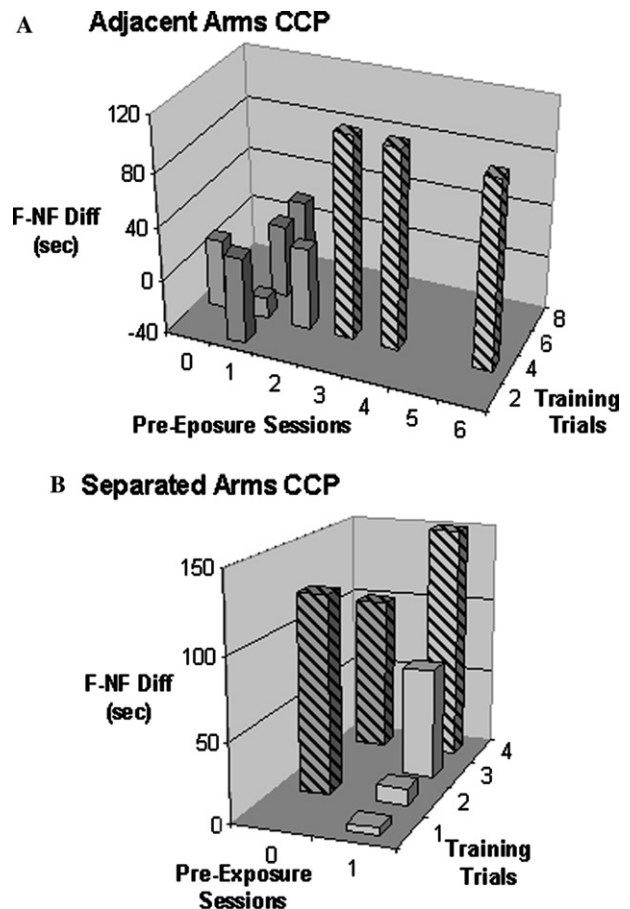 A
Adjacent Arms CCP
120
80
40
0
-40
F-NF Diff
(sec)
0
1
2
3
4
5
6
Pre-Eposure Sessions
2
4
6
8
Training
Trials
B
Separated Arms CCP
150
100
50
0
F-NF Diff
(sec)
0
1
Pre-Exposure
Sessions
1
2
3
4
Training
Trials